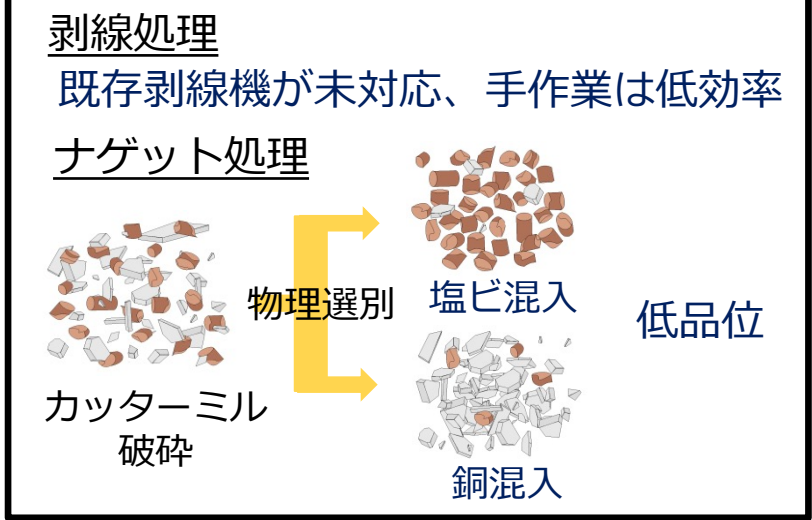 剥線処理
既存剥線機が未対応、手作業は低効率
ナゲット処理
物理選別
塩ビ混入
低品位
カッターミル
破砕
銅混入